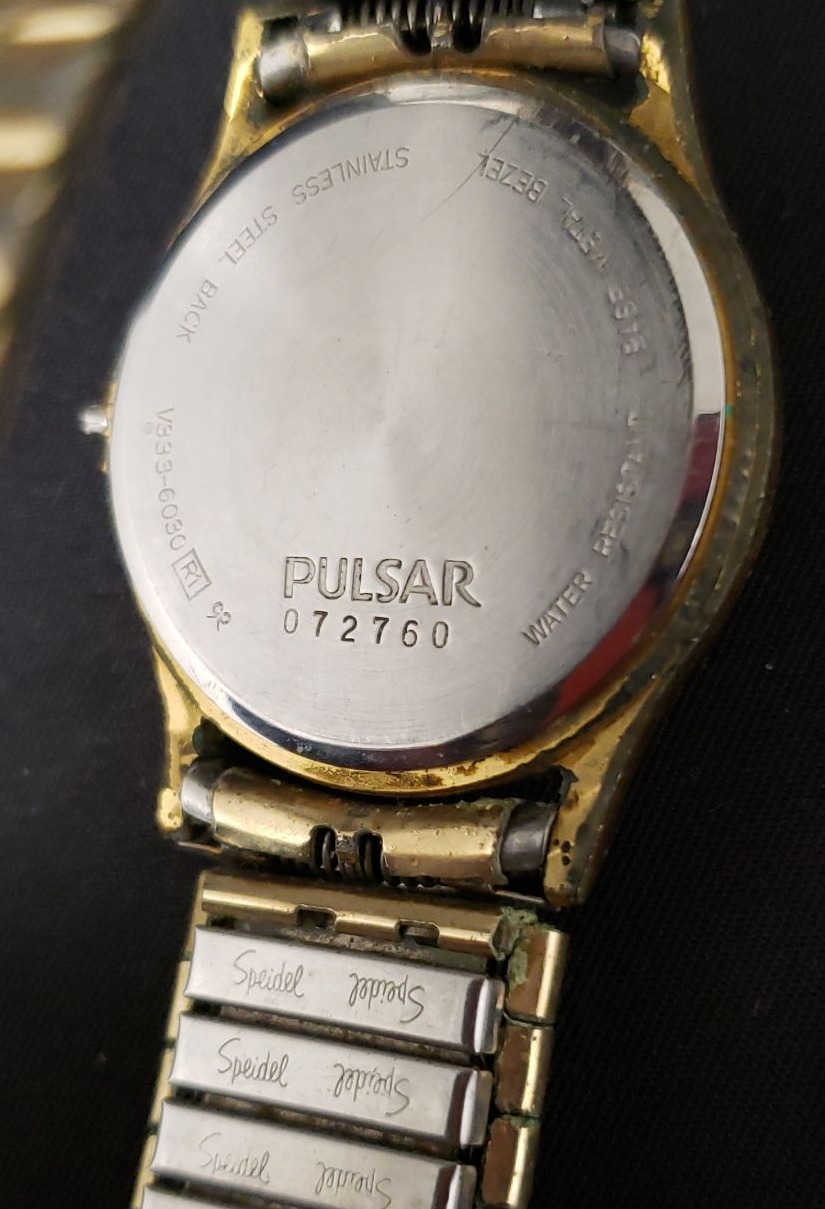 STAINLESS STEEL BACK
BASE METAL BEZEL
WATER RESISTANT
V333-6030 R1
PULSAR
072760
Speidel Speidel
Speidel Speidel
Speidel Speidel